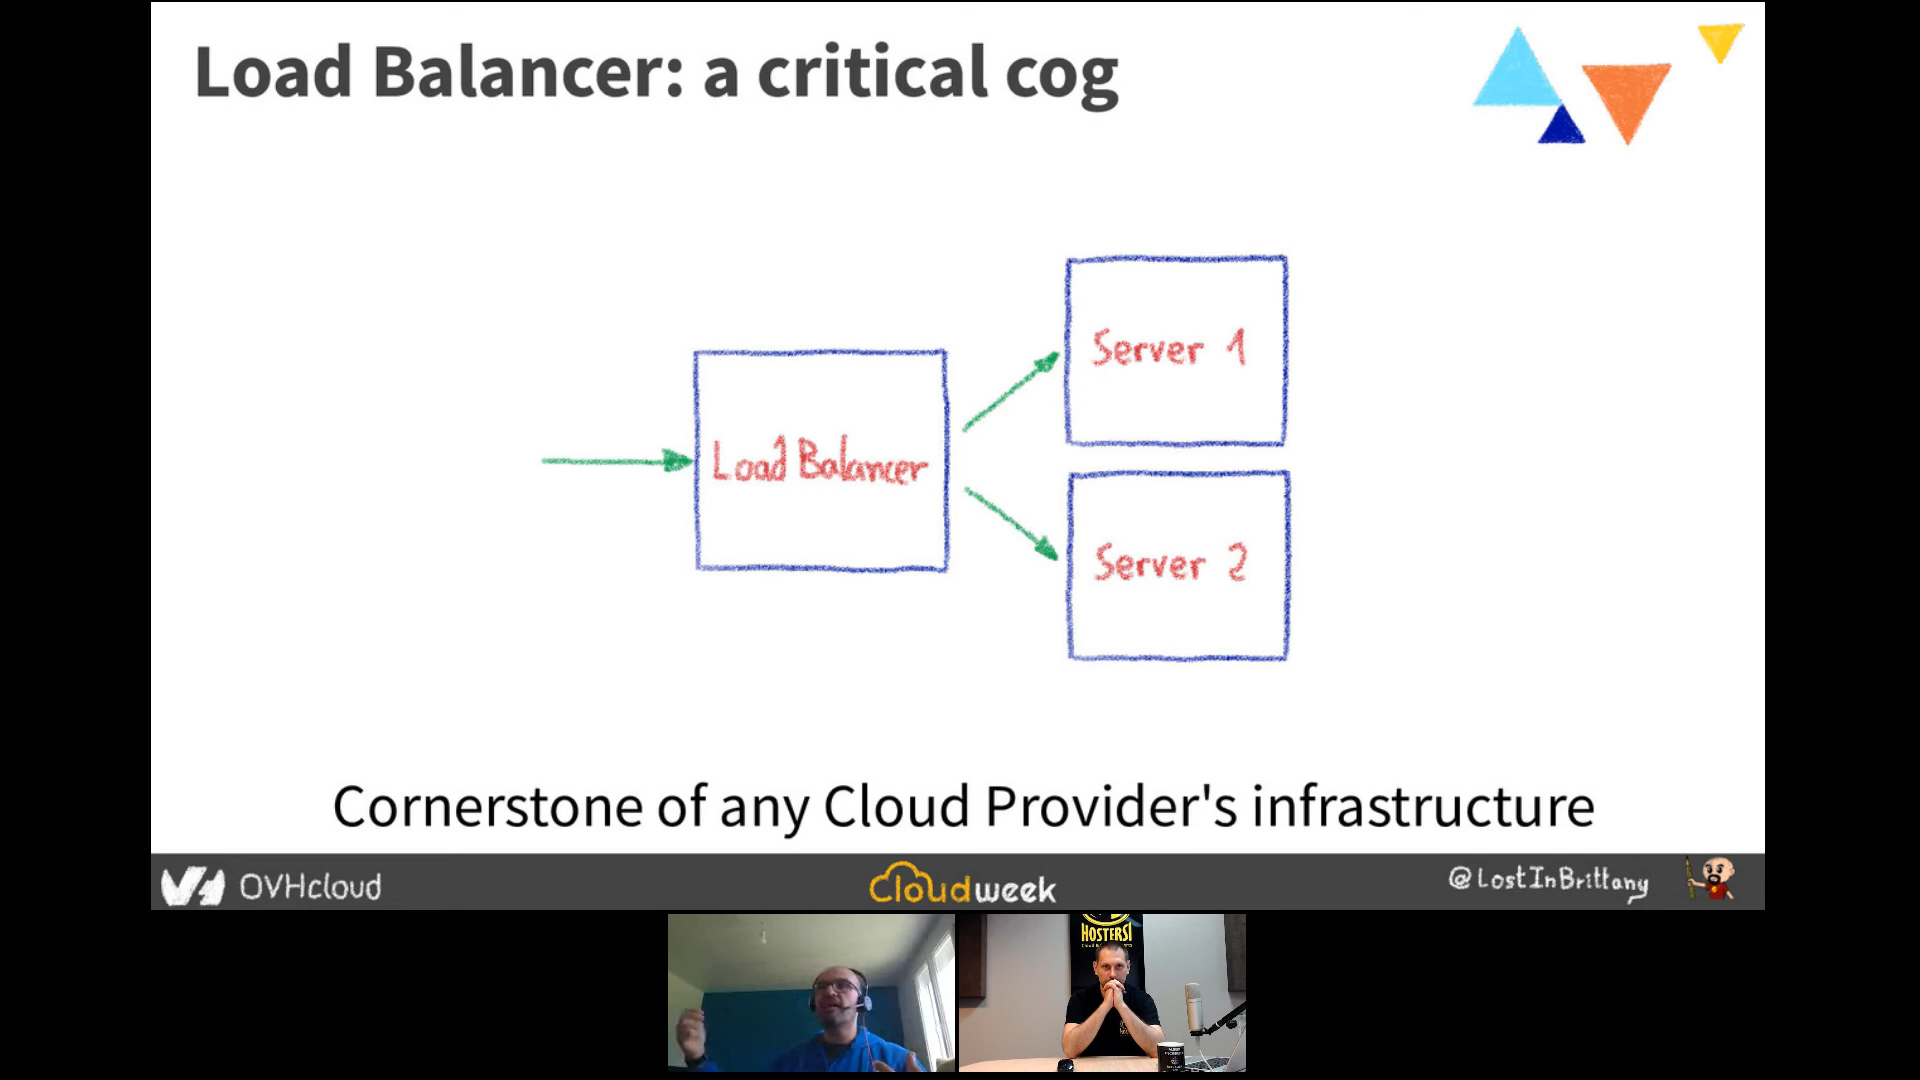 Load Balancer: a critical cog
Load Balancer
Server 1
Server 2
Cornerstone of any Cloud Provider's infrastructure
OVHcloud
Cloudweek
@LostInBrittany
HOSTERSI